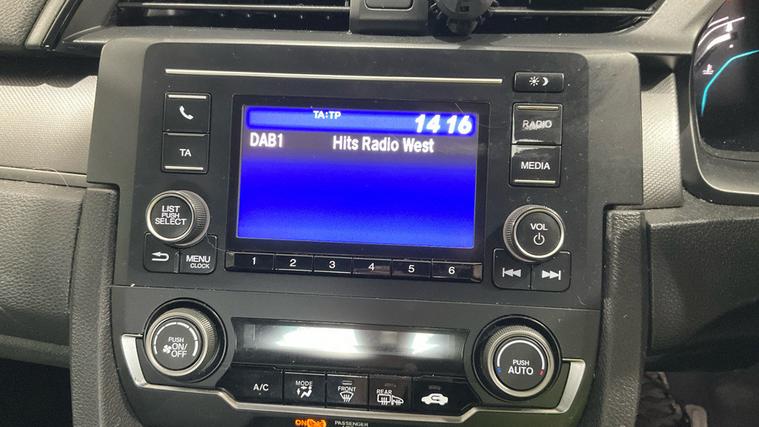 TA:TP
14 16
DAB1 Hits Radio West
TA
RADIO
MEDIA
LIST
PUSH
SELECT
VOL
MENU
CLOCK
1 2 3 4 5 6
PUSH
ON/
OFF
PUSH
AUTO
A/C
MODE
FRONT
REAR
ON
PASSENGER